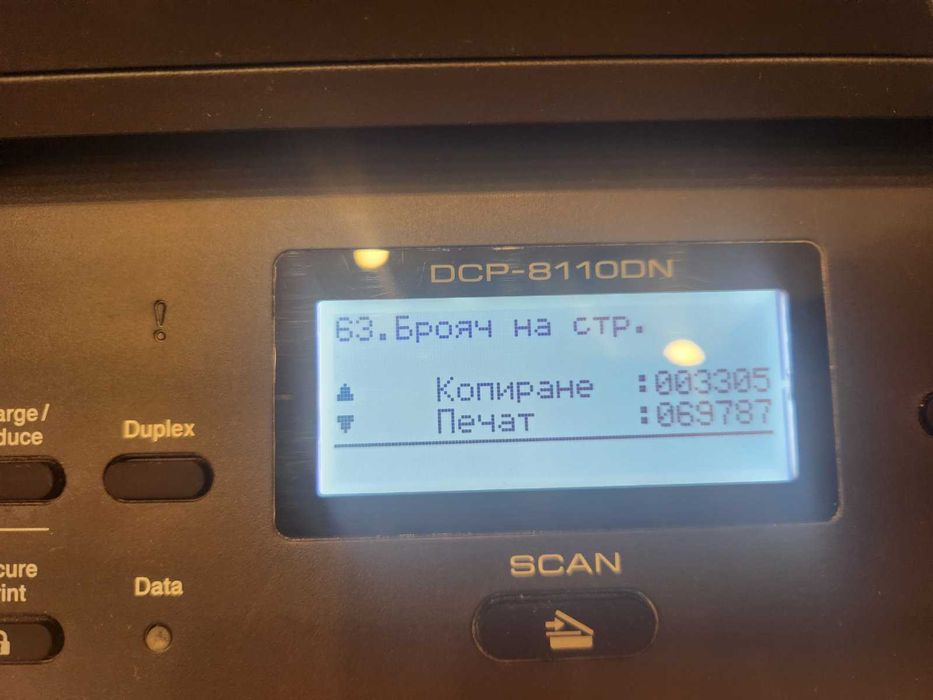 DCP-8110DN
63.Брояч на стр.
Копиране :003305
Печат :069787
arge/
duce
Duplex
SCAN
cure
int
Data